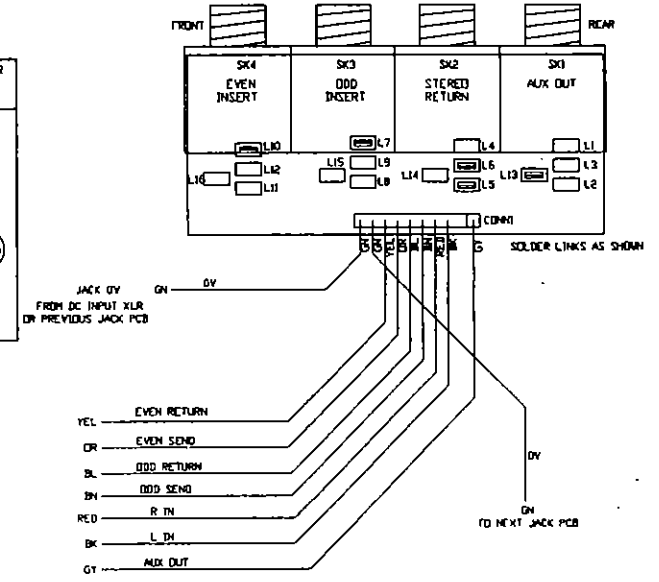 FRONT
REAR
SK4
EVEN
INSERT
SK3
ODD
INSERT
SK2
STEREO
RETURN
SK1
AUX OUT
L10
L12
L11
L16
L7
L9
L8
L15
L4
L6
L5
L14
L1
L3
L2
L13
CONN1
GN
GN
YEL
OR
BL
BN
RED
BK
GY
SOLDER LINKS AS SHOWN
JACK 0V GN 0V
FROM DC INPUT XLR
OR PREVIOUS JACK PCB
YEL EVEN RETURN
OR EVEN SEND
BL ODD RETURN
BN ODD SEND
RED R IN
BK L IN
GY AUX OUT
0V
GN
TO NEXT JACK PCB